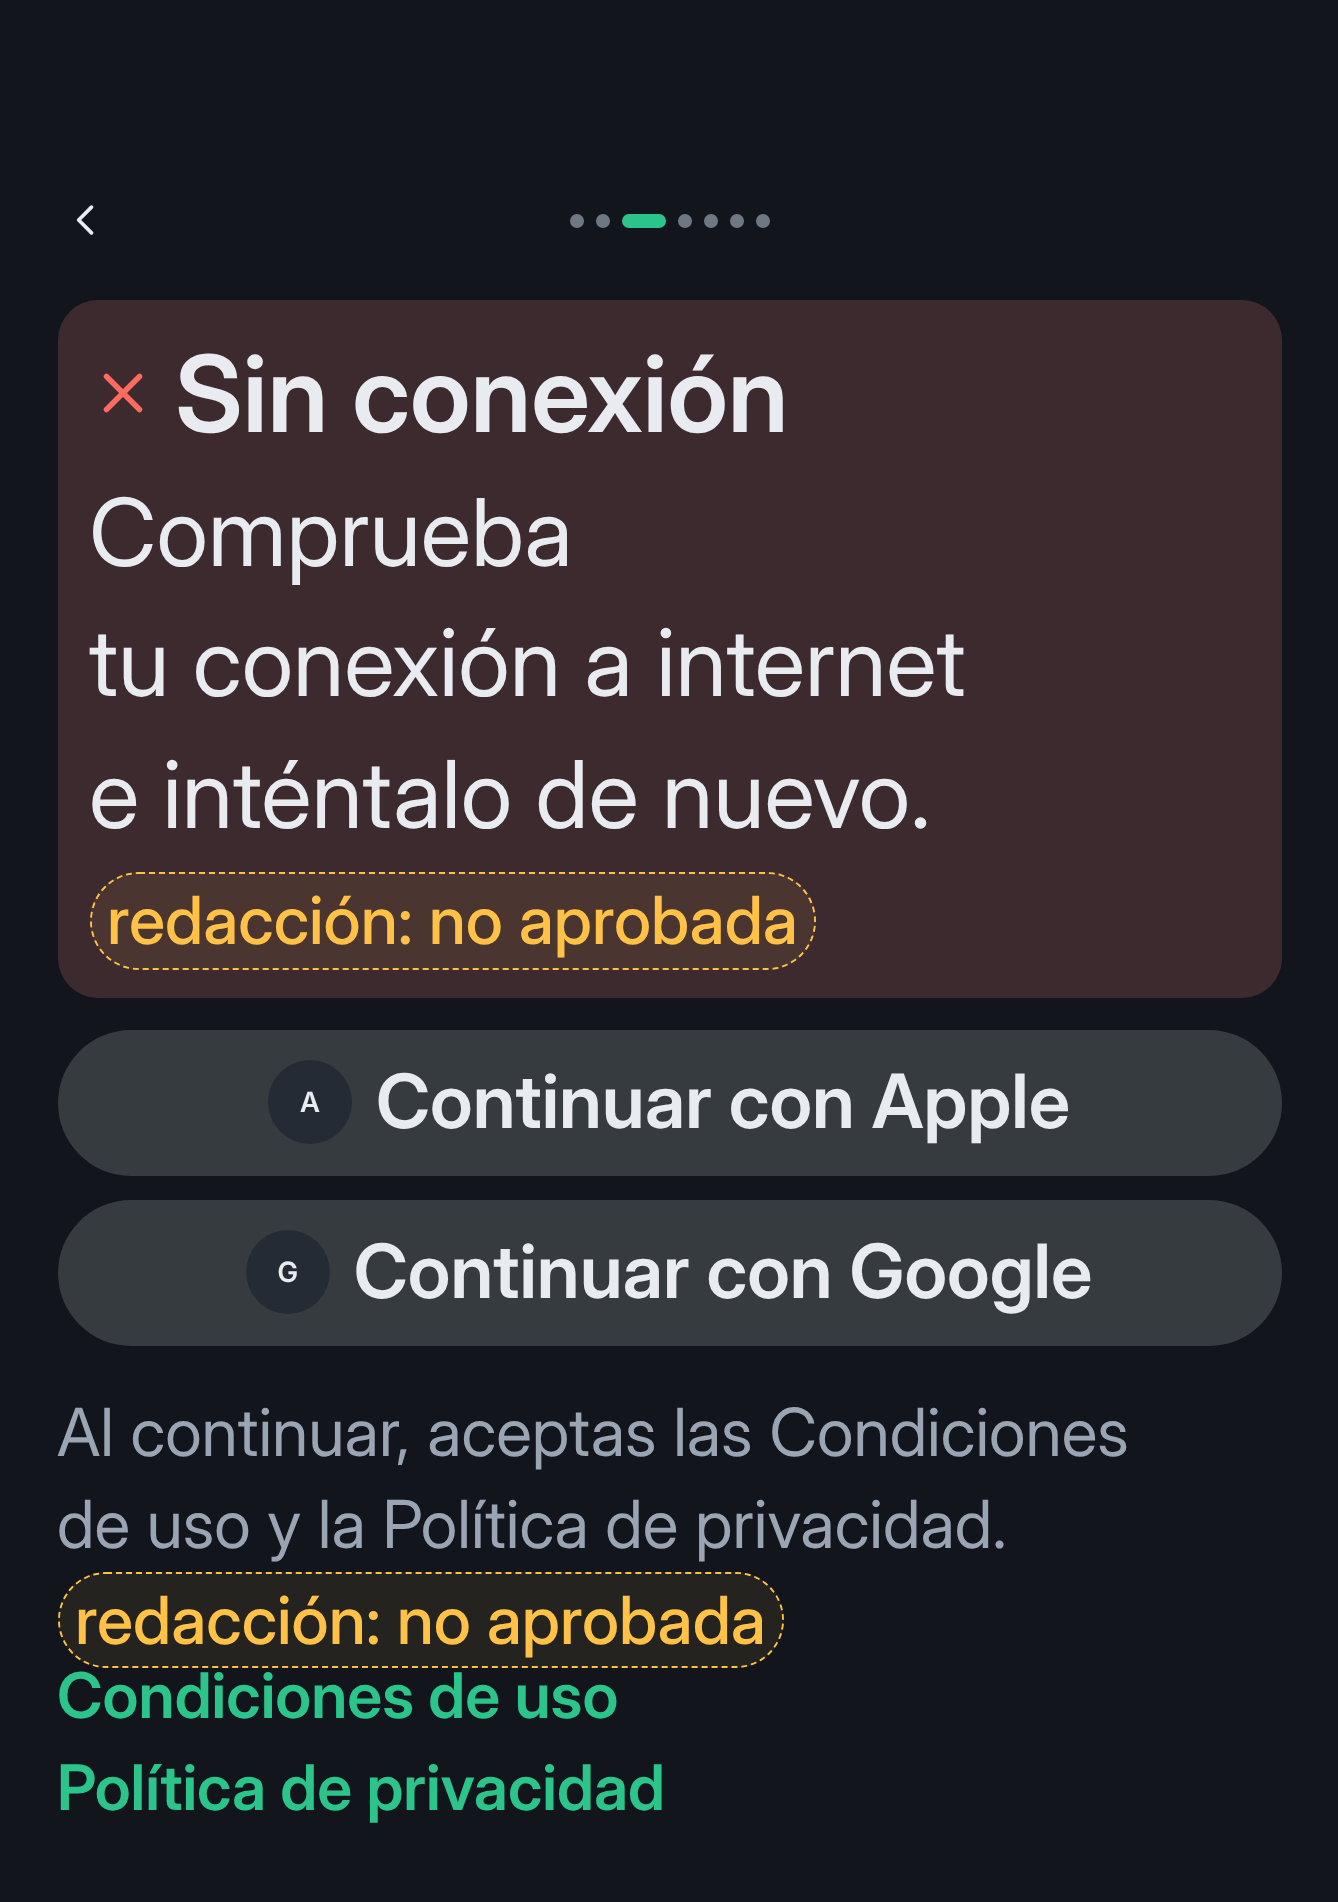 Sin conexión
Comprueba
tu conexión a internet
e inténtalo de nuevo.
redacción: no aprobada
A Continuar con Apple
G Continuar con Google
Al continuar, aceptas las Condiciones
de uso y la Política de privacidad.
redacción: no aprobada
Condiciones de uso
Política de privacidad